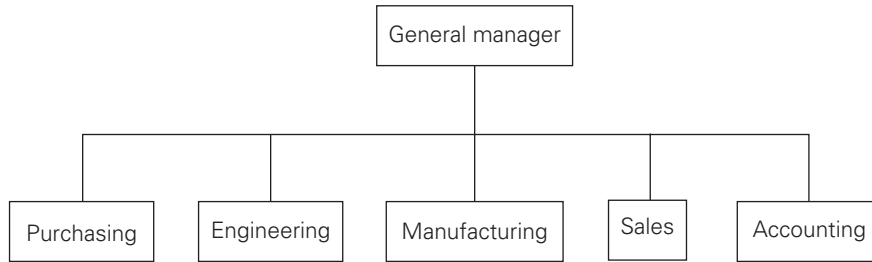 General manager
Purchasing
Engineering
Manufacturing
Sales
Accounting